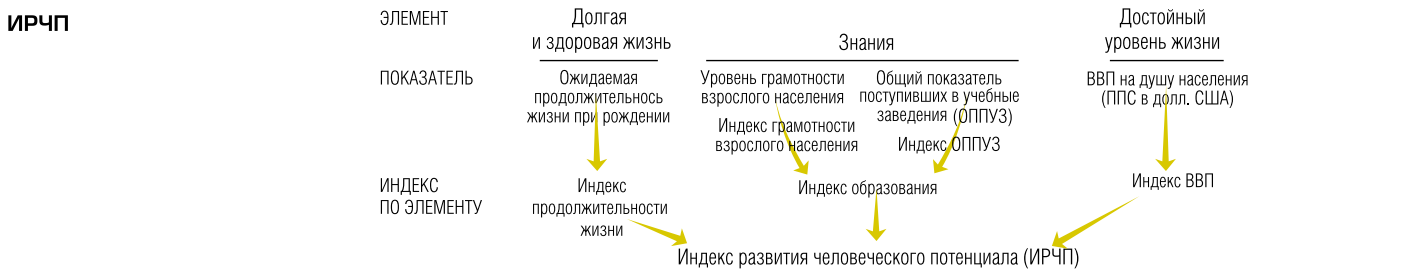 ИРЧП
ЭЛЕМЕНТ
Долгая
и здоровая жизнь
Знания
Достойный
уровень жизни
ПОКАЗАТЕЛЬ
Ожидаемая
продолжительнось
жизни при рождении
Уровень грамотности
взрослого населения
Индекс грамотности
взрослого населения
Общий показатель
поступивших в учебные
заведения (ОППУЗ)
Индекс ОППУЗ
ВВП на душу населения
(ППС в долл. США)
ИНДЕКС
ПО ЭЛЕМЕНТУ
Индекс
продолжительности
жизни
Индекс образования
Индекс ВВП
Индекс развития человеческого потенциала (ИРЧП)